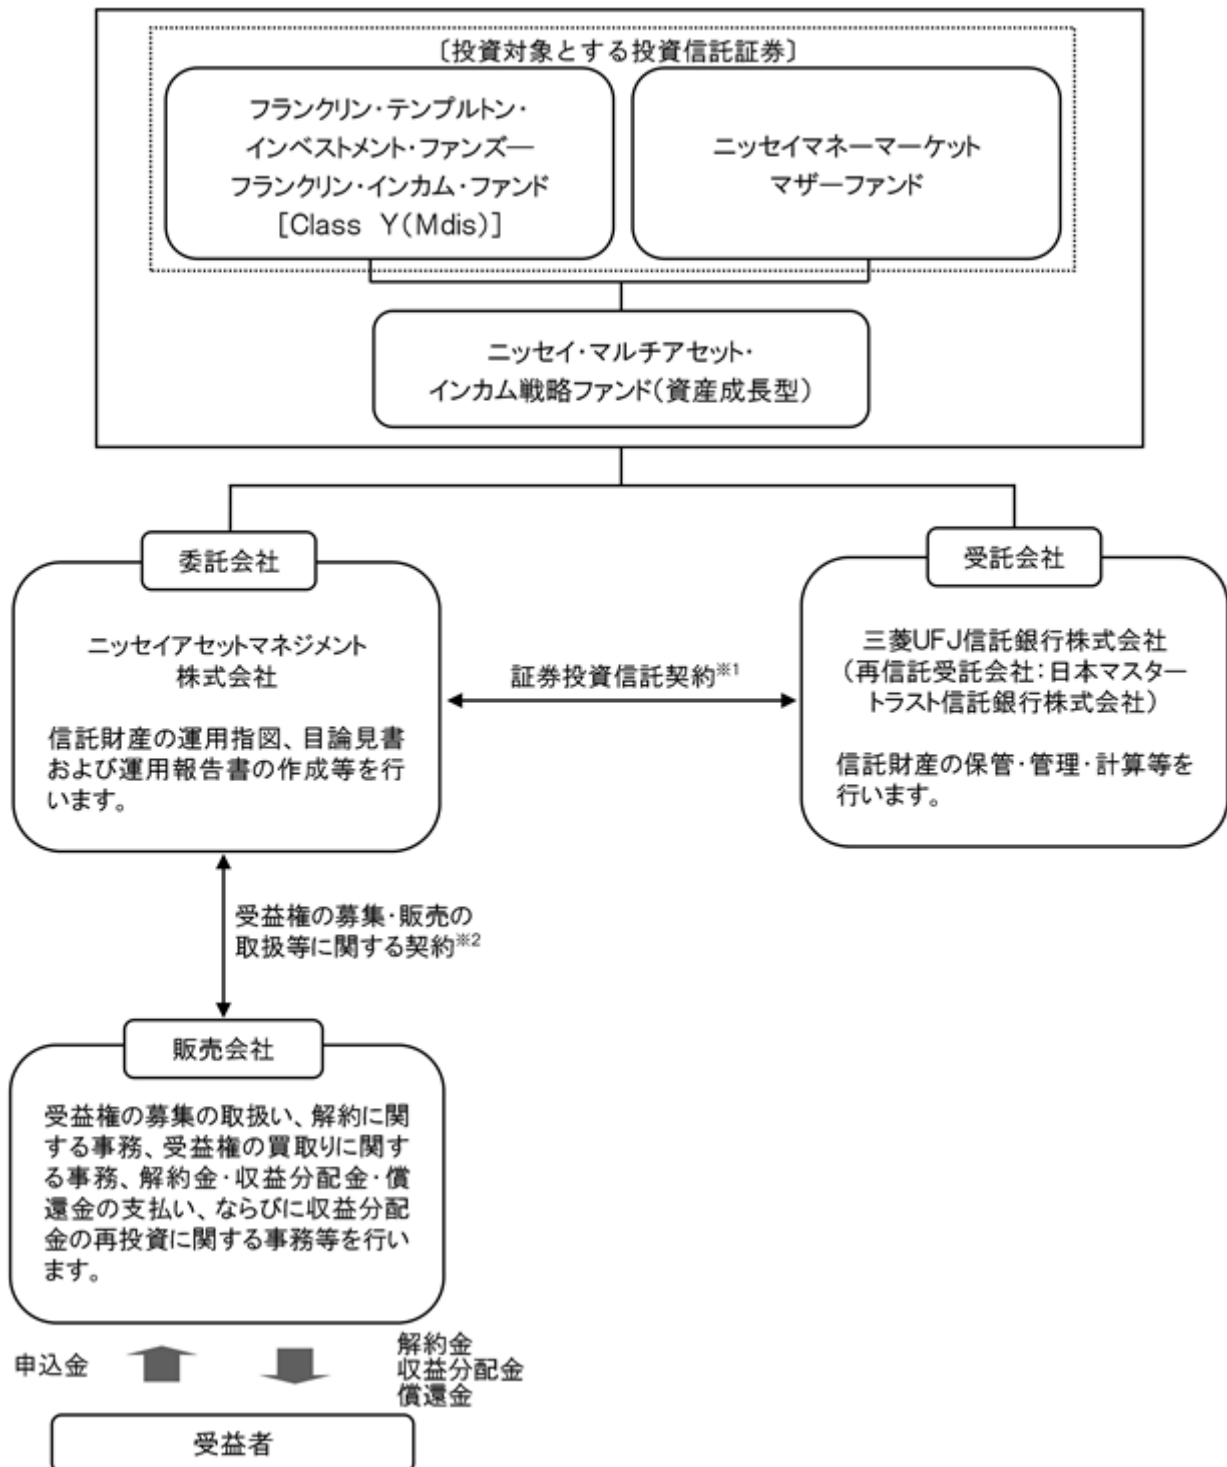 〔投資対象とする投資信託証券〕
フランクリン・テンプルトン・
インベストメント・ファンズ―
フランクリン・インカム・ファンド
[Class Y(Mdis)]
ニッセイマネーマーケット
マザーファンド
ニッセイ・マルチアセット・
インカム戦略ファンド(資産成長型)
委託会社
ニッセイアセットマネジメント
株式会社
信託財産の運用指図、目論見書
および運用報告書の作成等を行
います。
証券投資信託契約※1
受託会社
三菱UFJ信託銀行株式会社
(再信託受託会社:日本マスター
トラスト信託銀行株式会社)
信託財産の保管・管理・計算等を
行います。
受益権の募集・販売の
取扱等に関する契約※2
販売会社
受益権の募集の取扱い、解約に関
する事務、受益権の買取りに関す
る事務、解約金・収益分配金・償
還金の支払い、ならびに収益分配
金の再投資に関する事務等を行い
ます。
申込金
解約金
収益分配金
償還金
受益者